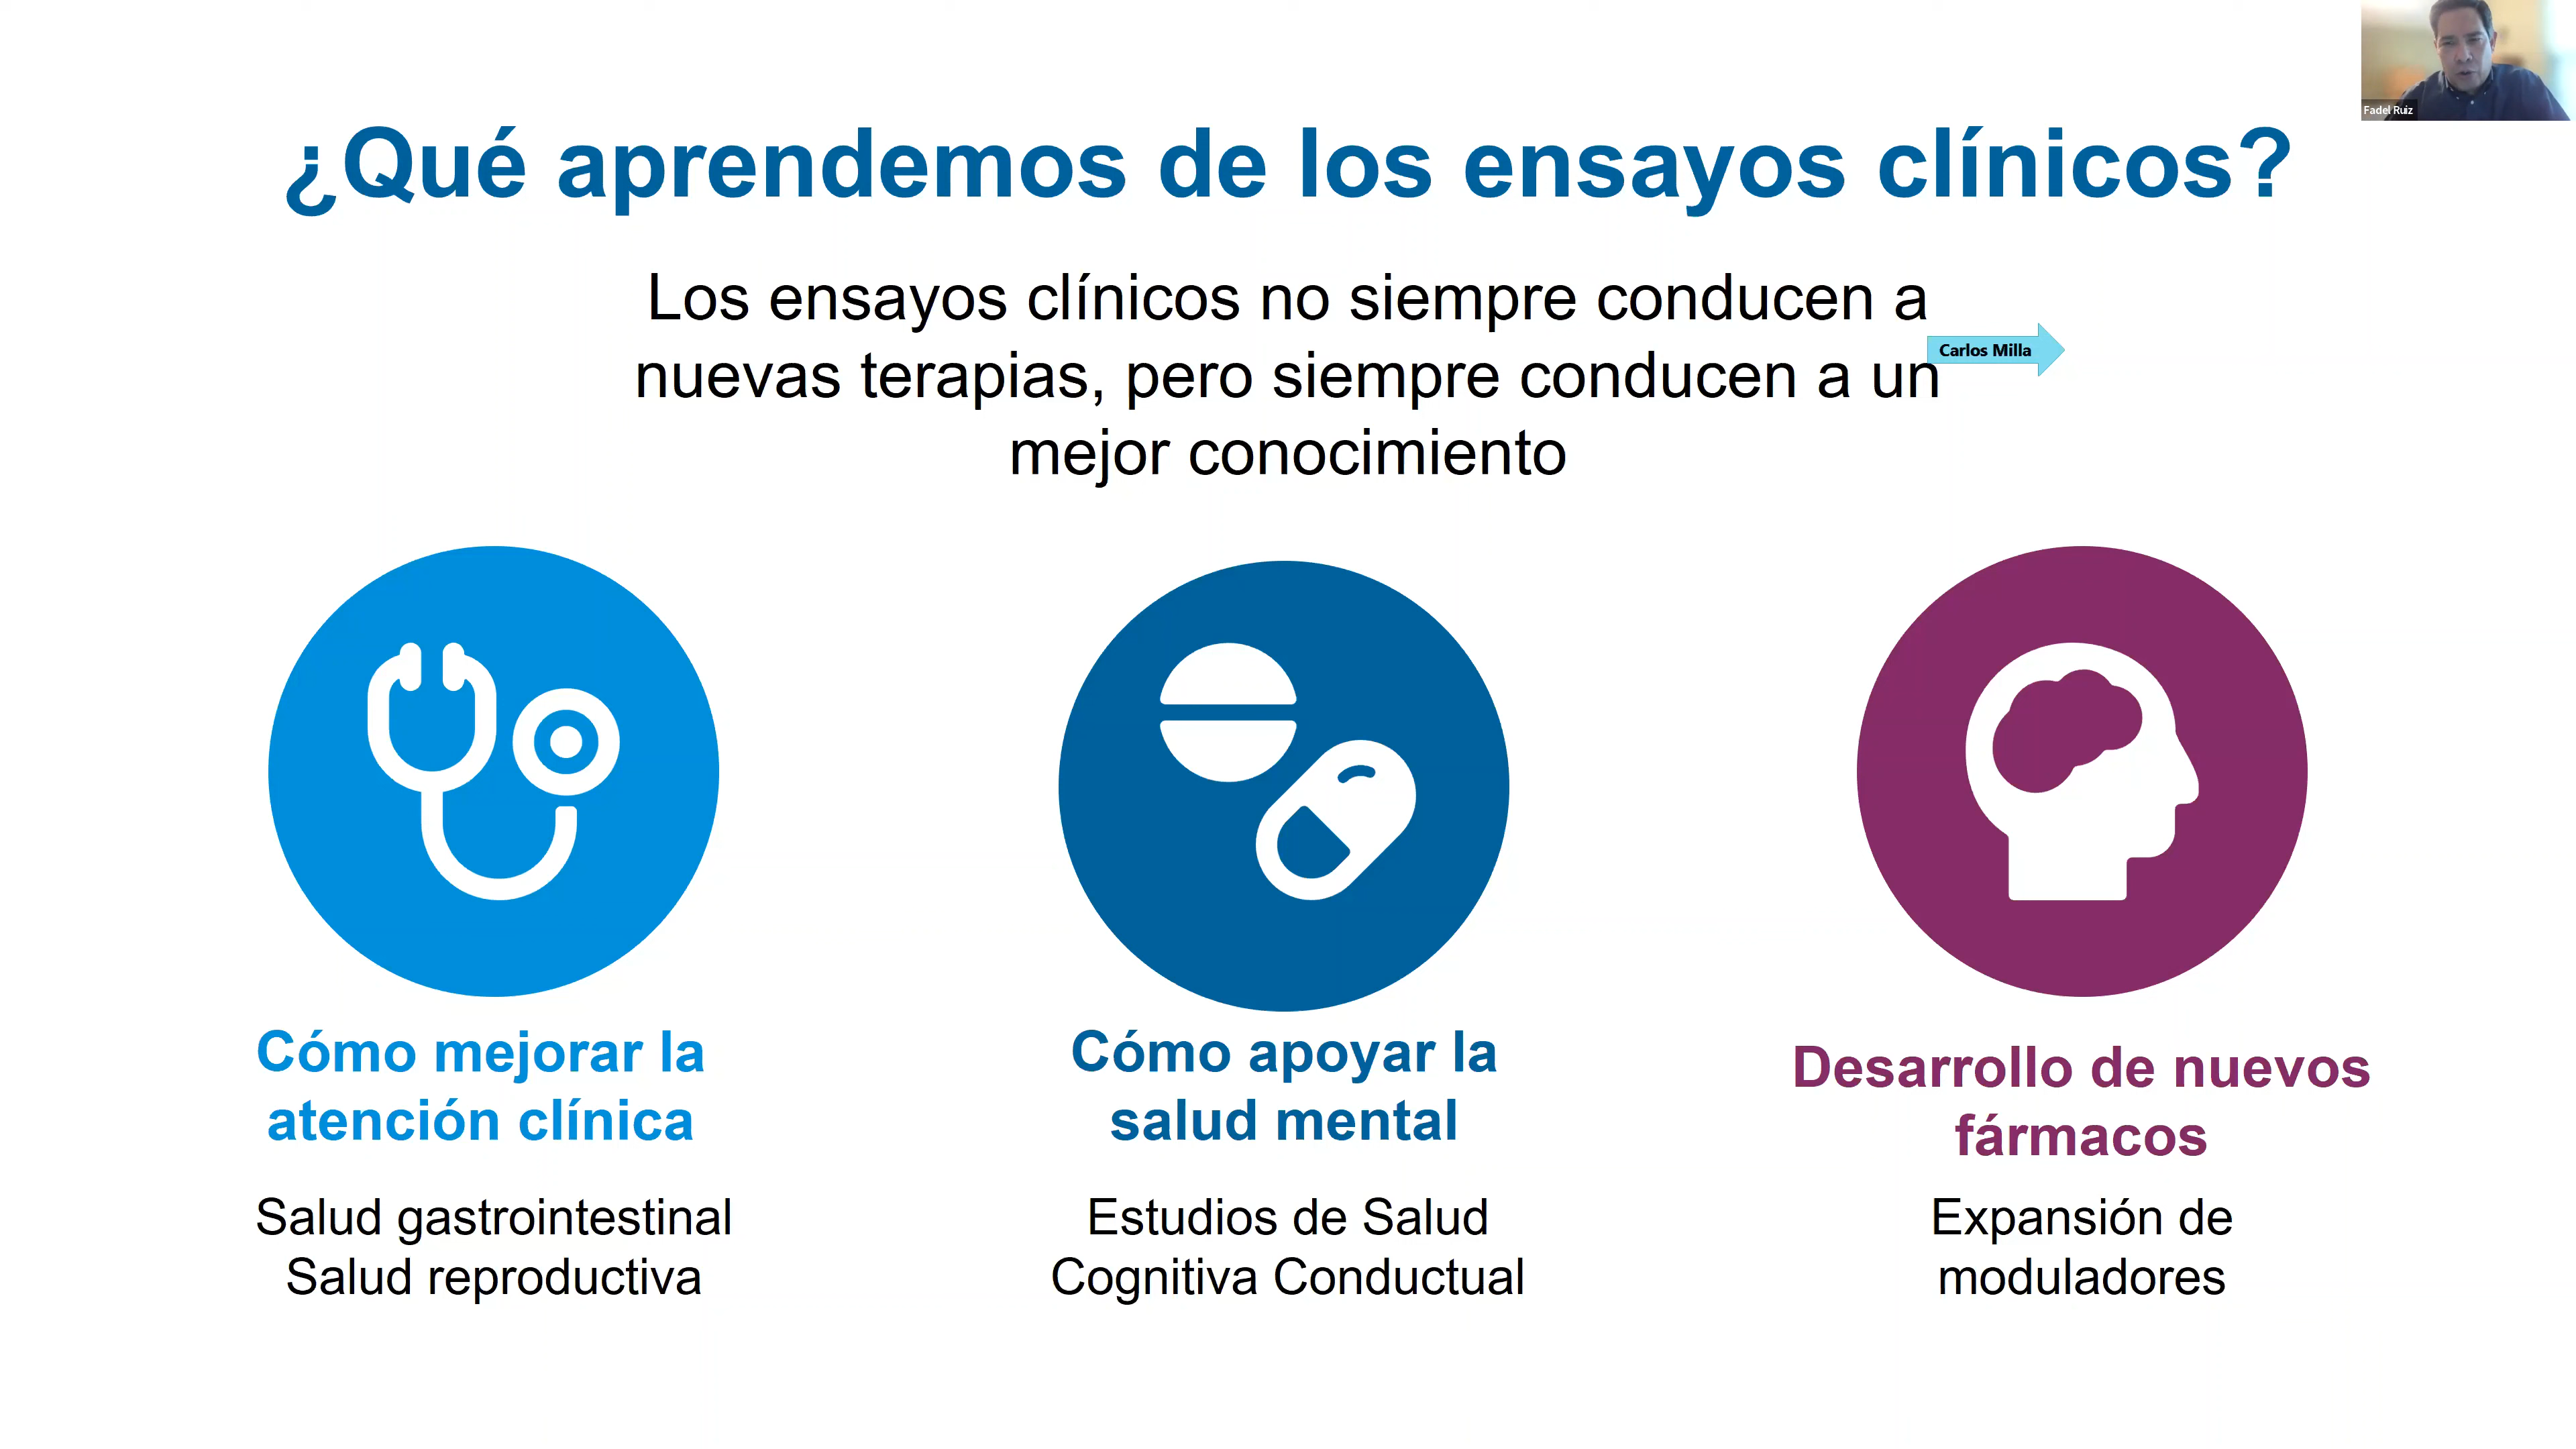 Fadel Ruiz
¿Qué aprendemos de los ensayos clínicos?
Los ensayos clínicos no siempre conducen a
nuevas terapias, pero siempre conducen a un
mejor conocimiento
Carlos Milla
Cómo mejorar la
atención clínica
Salud gastrointestinal
Salud reproductiva
Cómo apoyar la
salud mental
Estudios de Salud
Cognitiva Conductual
Desarrollo de nuevos
fármacos
Expansión de
moduladores